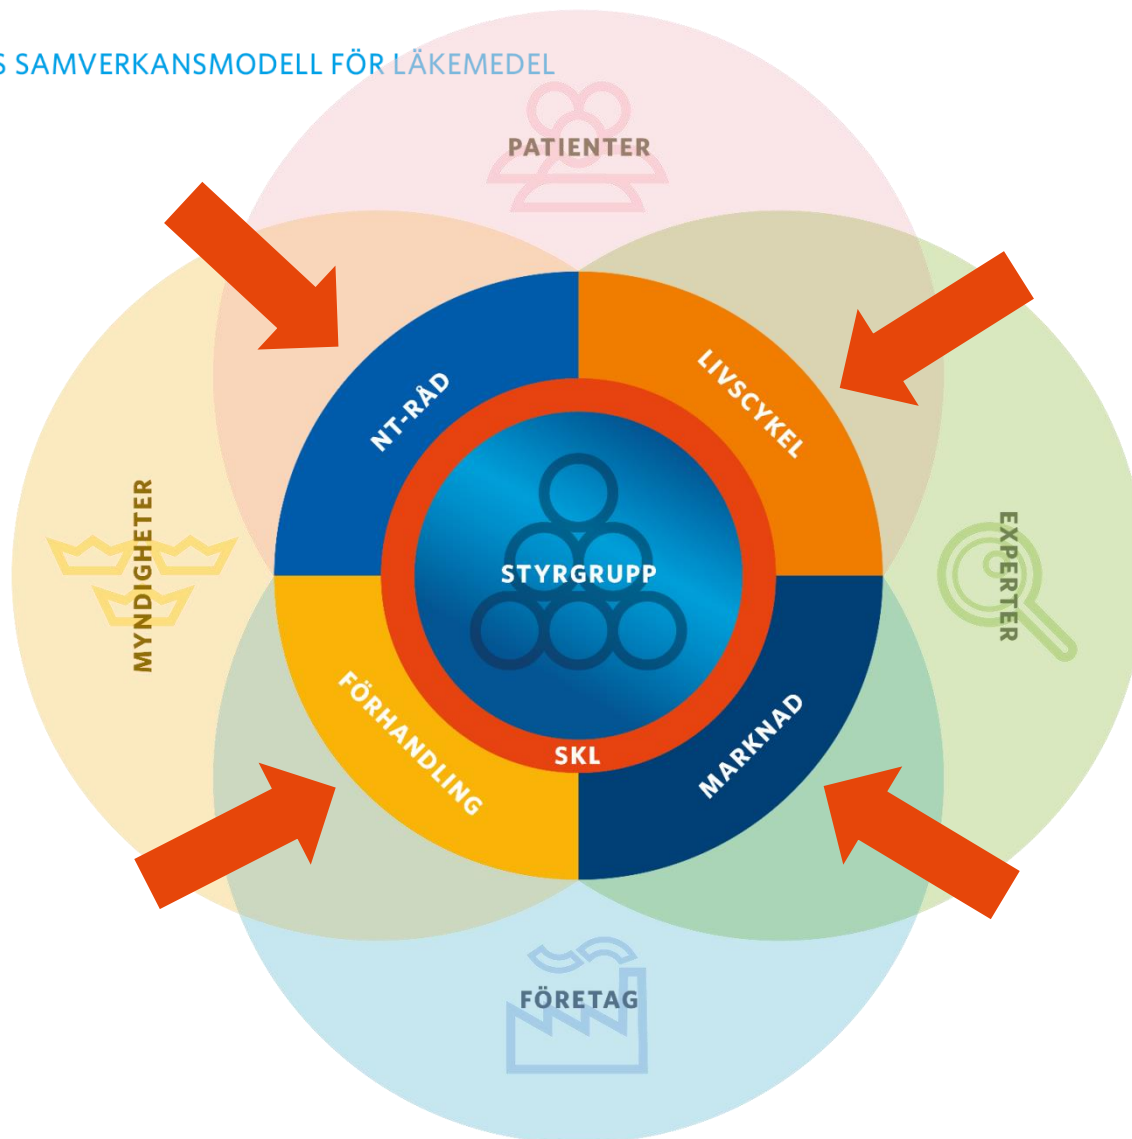 S SAMVERKANSMODELL FÖR LÄKEMEDEL
PATIENTER
NT-RÅD
LIVSCYKEL
MYNDIGHETER
STYRGRUPP
EXPERTER
FÖRHANDLING
SKL
MARKNAD
FÖRETAG